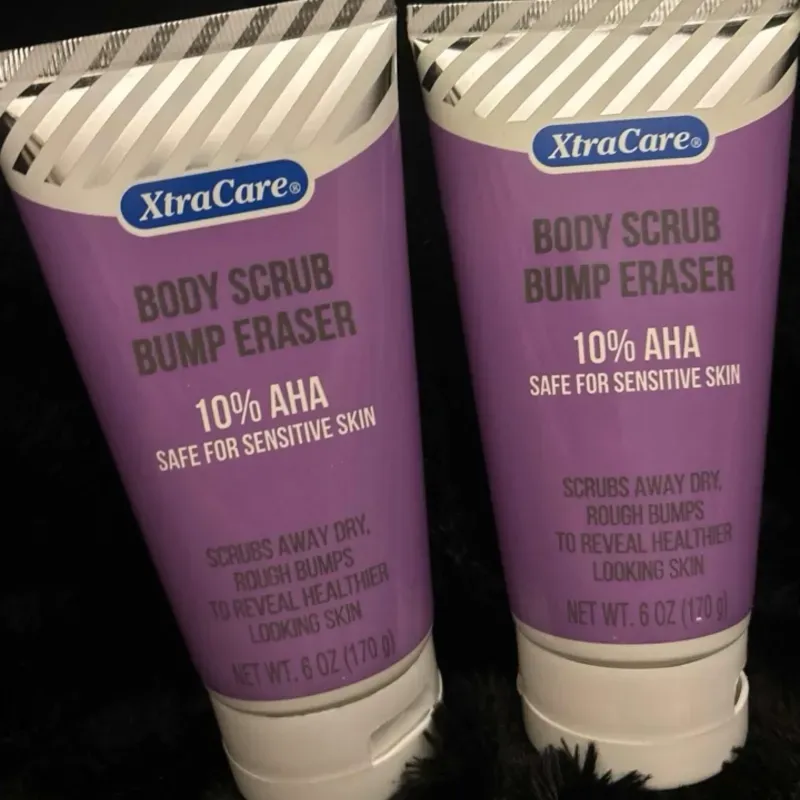 XtraCare®
BODY SCRUB
BUMP ERASER
10% AHA
SAFE FOR SENSITIVE SKIN
SCRUBS AWAY DRY,
ROUGH BUMPS
TO REVEAL HEALTHIER
LOOKING SKIN
NET WT. 6 OZ (170 g)
XtraCare®
BODY SCRUB
BUMP ERASER
10% AHA
SAFE FOR SENSITIVE SKIN
SCRUBS AWAY DRY,
ROUGH BUMPS
TO REVEAL HEALTHIER
LOOKING SKIN
NET WT. 6 OZ (170 g)